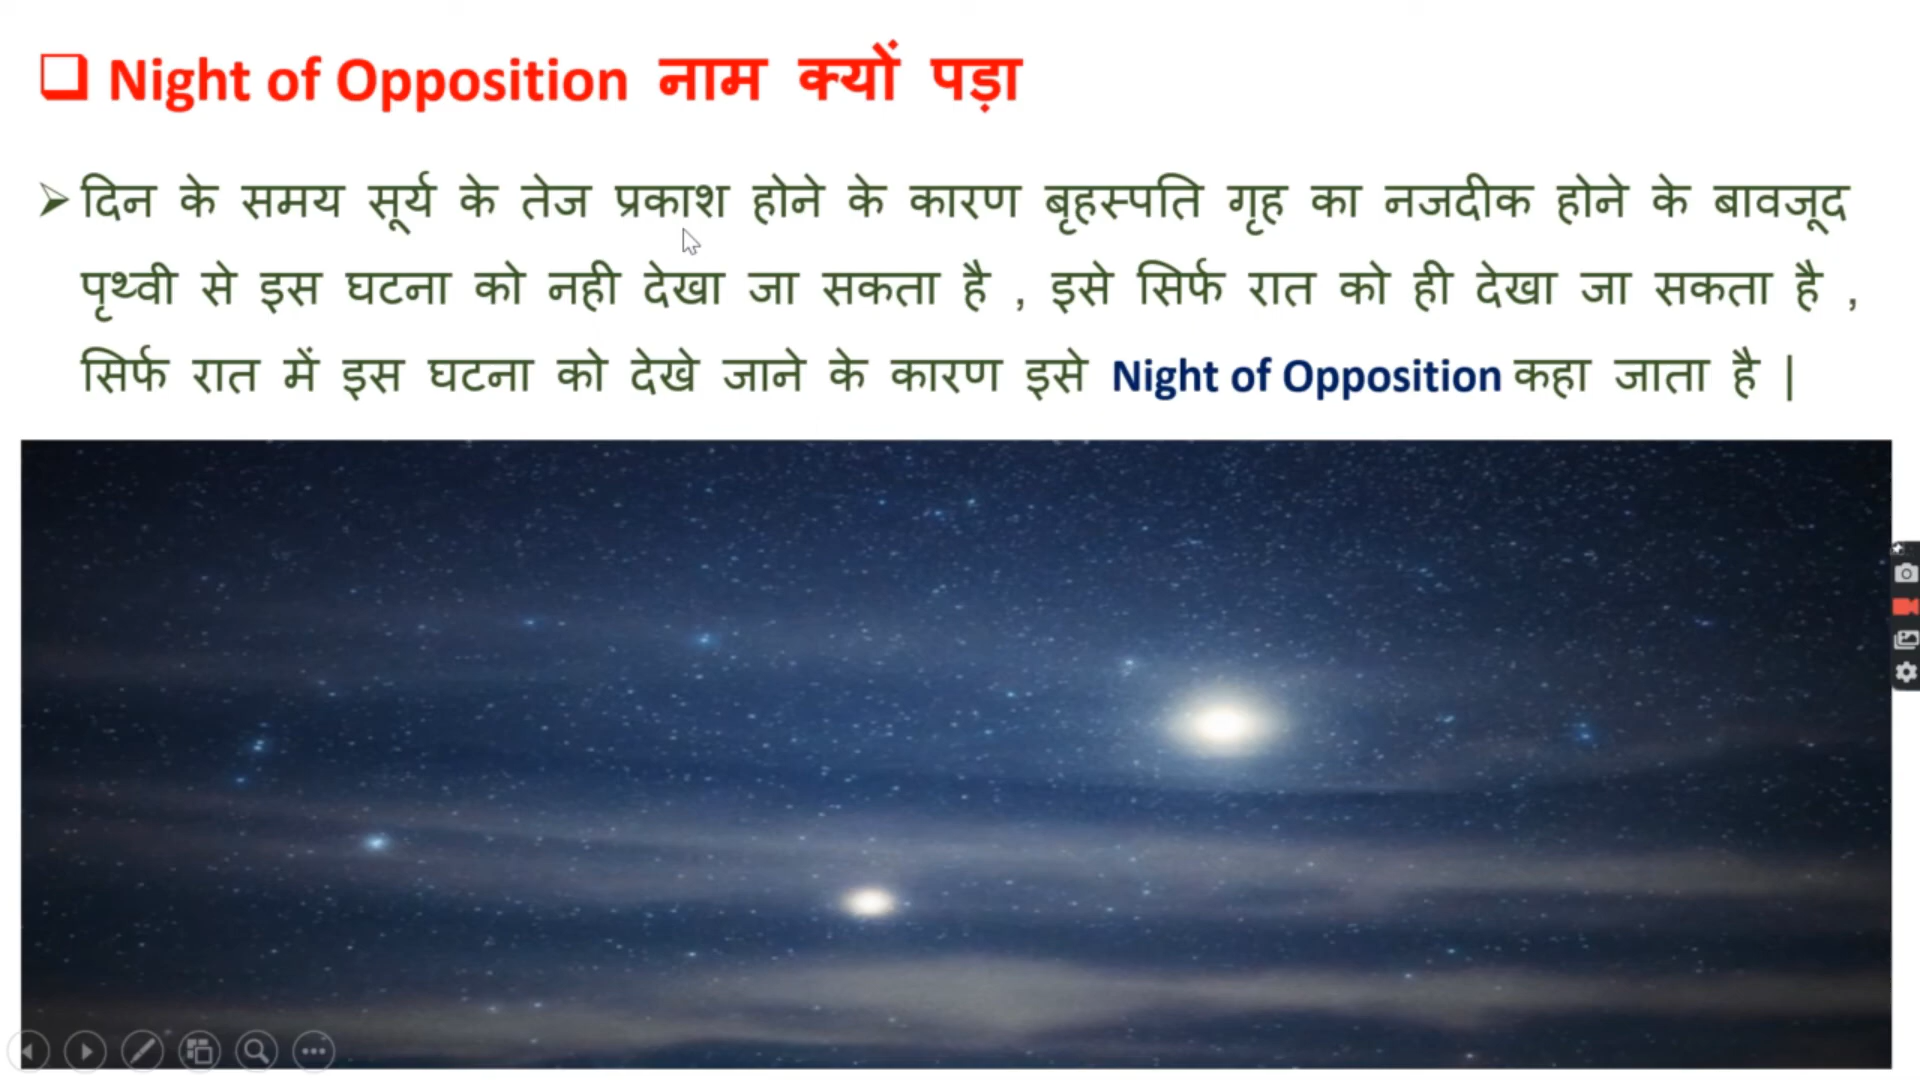 Night of Opposition नाम क्यों पड़ा
दिन के समय सूर्य के तेज प्रकाश होने के कारण बृहस्पति गृह का नजदीक होने के बावजूद
पृथ्वी से इस घटना को नही देखा जा सकता है , इसे सिर्फ रात को ही देखा जा सकता है ,
सिर्फ रात में इस घटना को देखे जाने के कारण इसे Night of Opposition कहा जाता है |